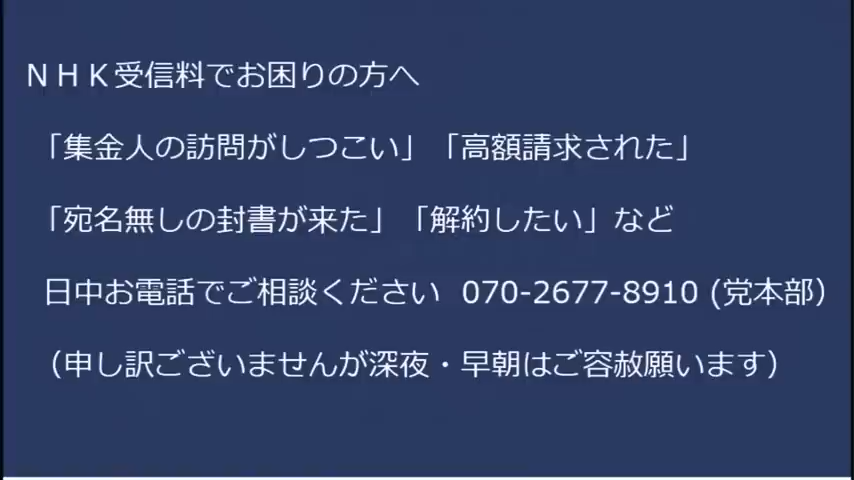 ＮＨＫ受信料でお困りの方へ
「集金人の訪問がしつこい」「高額請求された」
「宛名無しの封書が来た」「解約したい」など
日中お電話でご相談ください 070-2677-8910 (党本部）
（申し訳ございませんが深夜・早朝はご容赦願います）